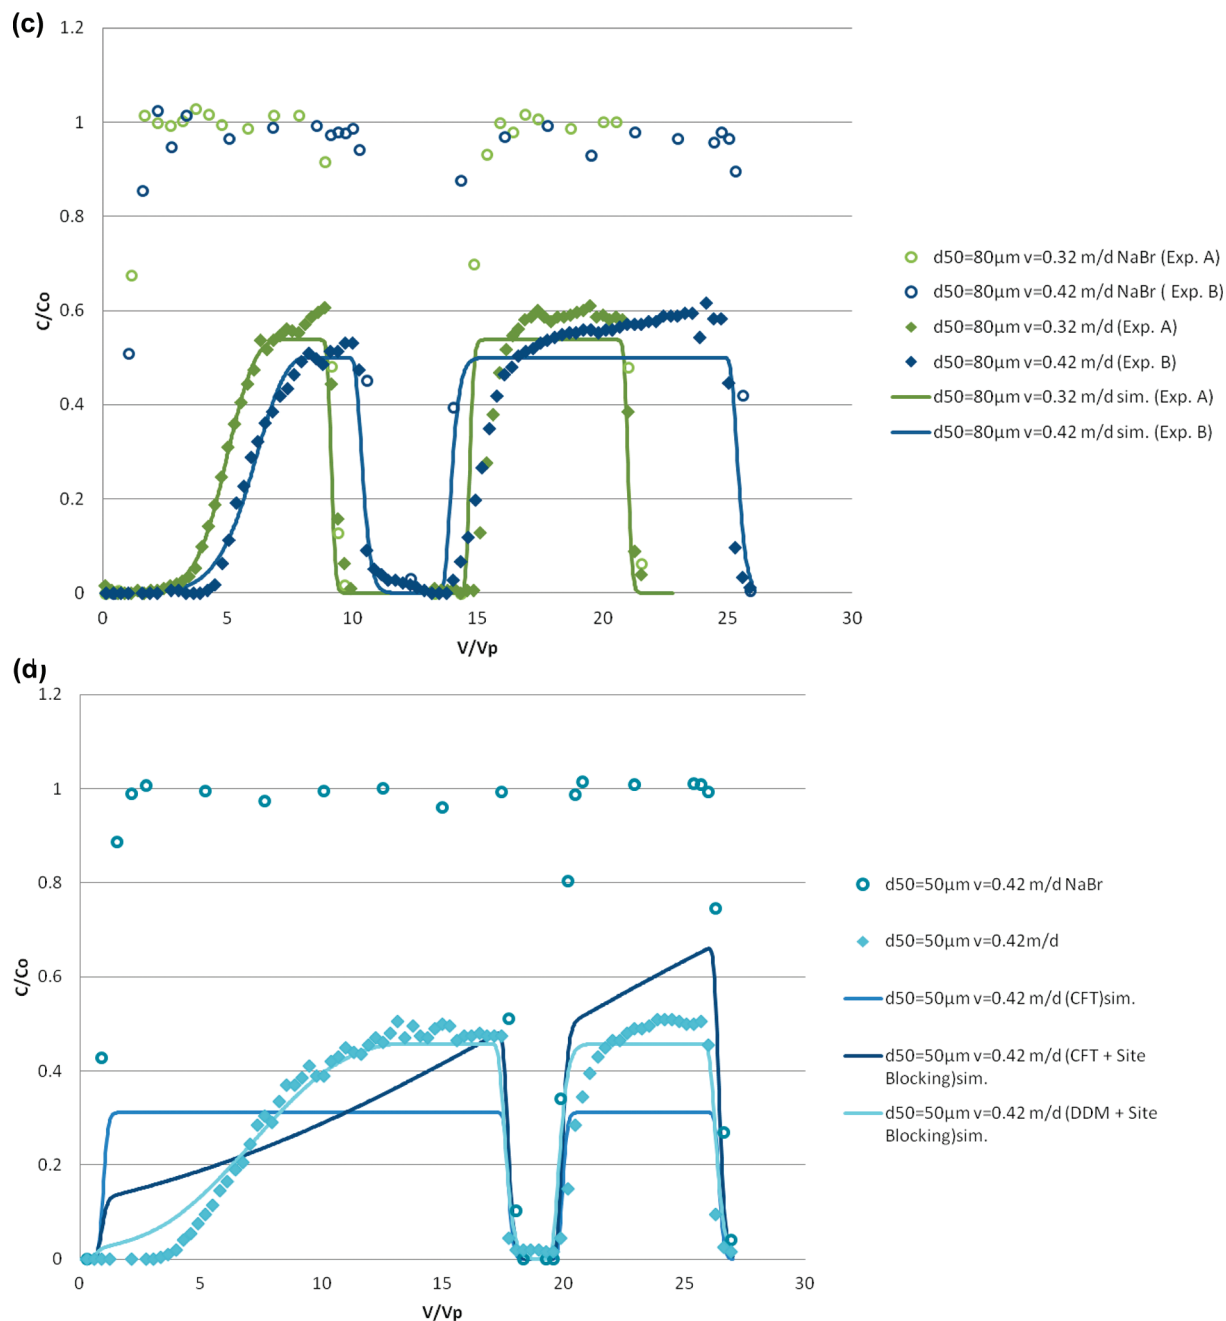 (c)
1.2
1
0.8
0.6
0.4
0.2
0
C/Co
0
5
10
15
20
25
30
V/Vp
d50=80µm v=0.32 m/d NaBr (Exp. A)
d50=80µm v=0.42 m/d NaBr ( Exp. B)
d50=80µm v=0.32 m/d (Exp. A)
d50=80µm v=0.42 m/d (Exp. B)
d50=80µm v=0.32 m/d sim. (Exp. A)
d50=80µm v=0.42 m/d sim. (Exp. B)
(d)
1.2
1
0.8
0.6
0.4
0.2
0
C/Co
0
5
10
15
20
25
30
V/Vp
d50=50µm v=0.42 m/d NaBr
d50=50µm v=0.42m/d
d50=50µm v=0.42 m/d (CFT)sim.
d50=50µm v=0.42 m/d (CFT + Site
Blocking)sim.
d50=50µm v=0.42 m/d (DDM + Site
Blocking)sim.